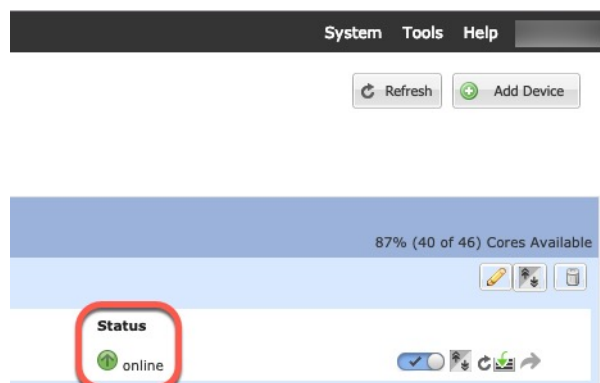 System Tools Help
Refresh Add Device
87% (40 of 46) Cores Available
Status
online